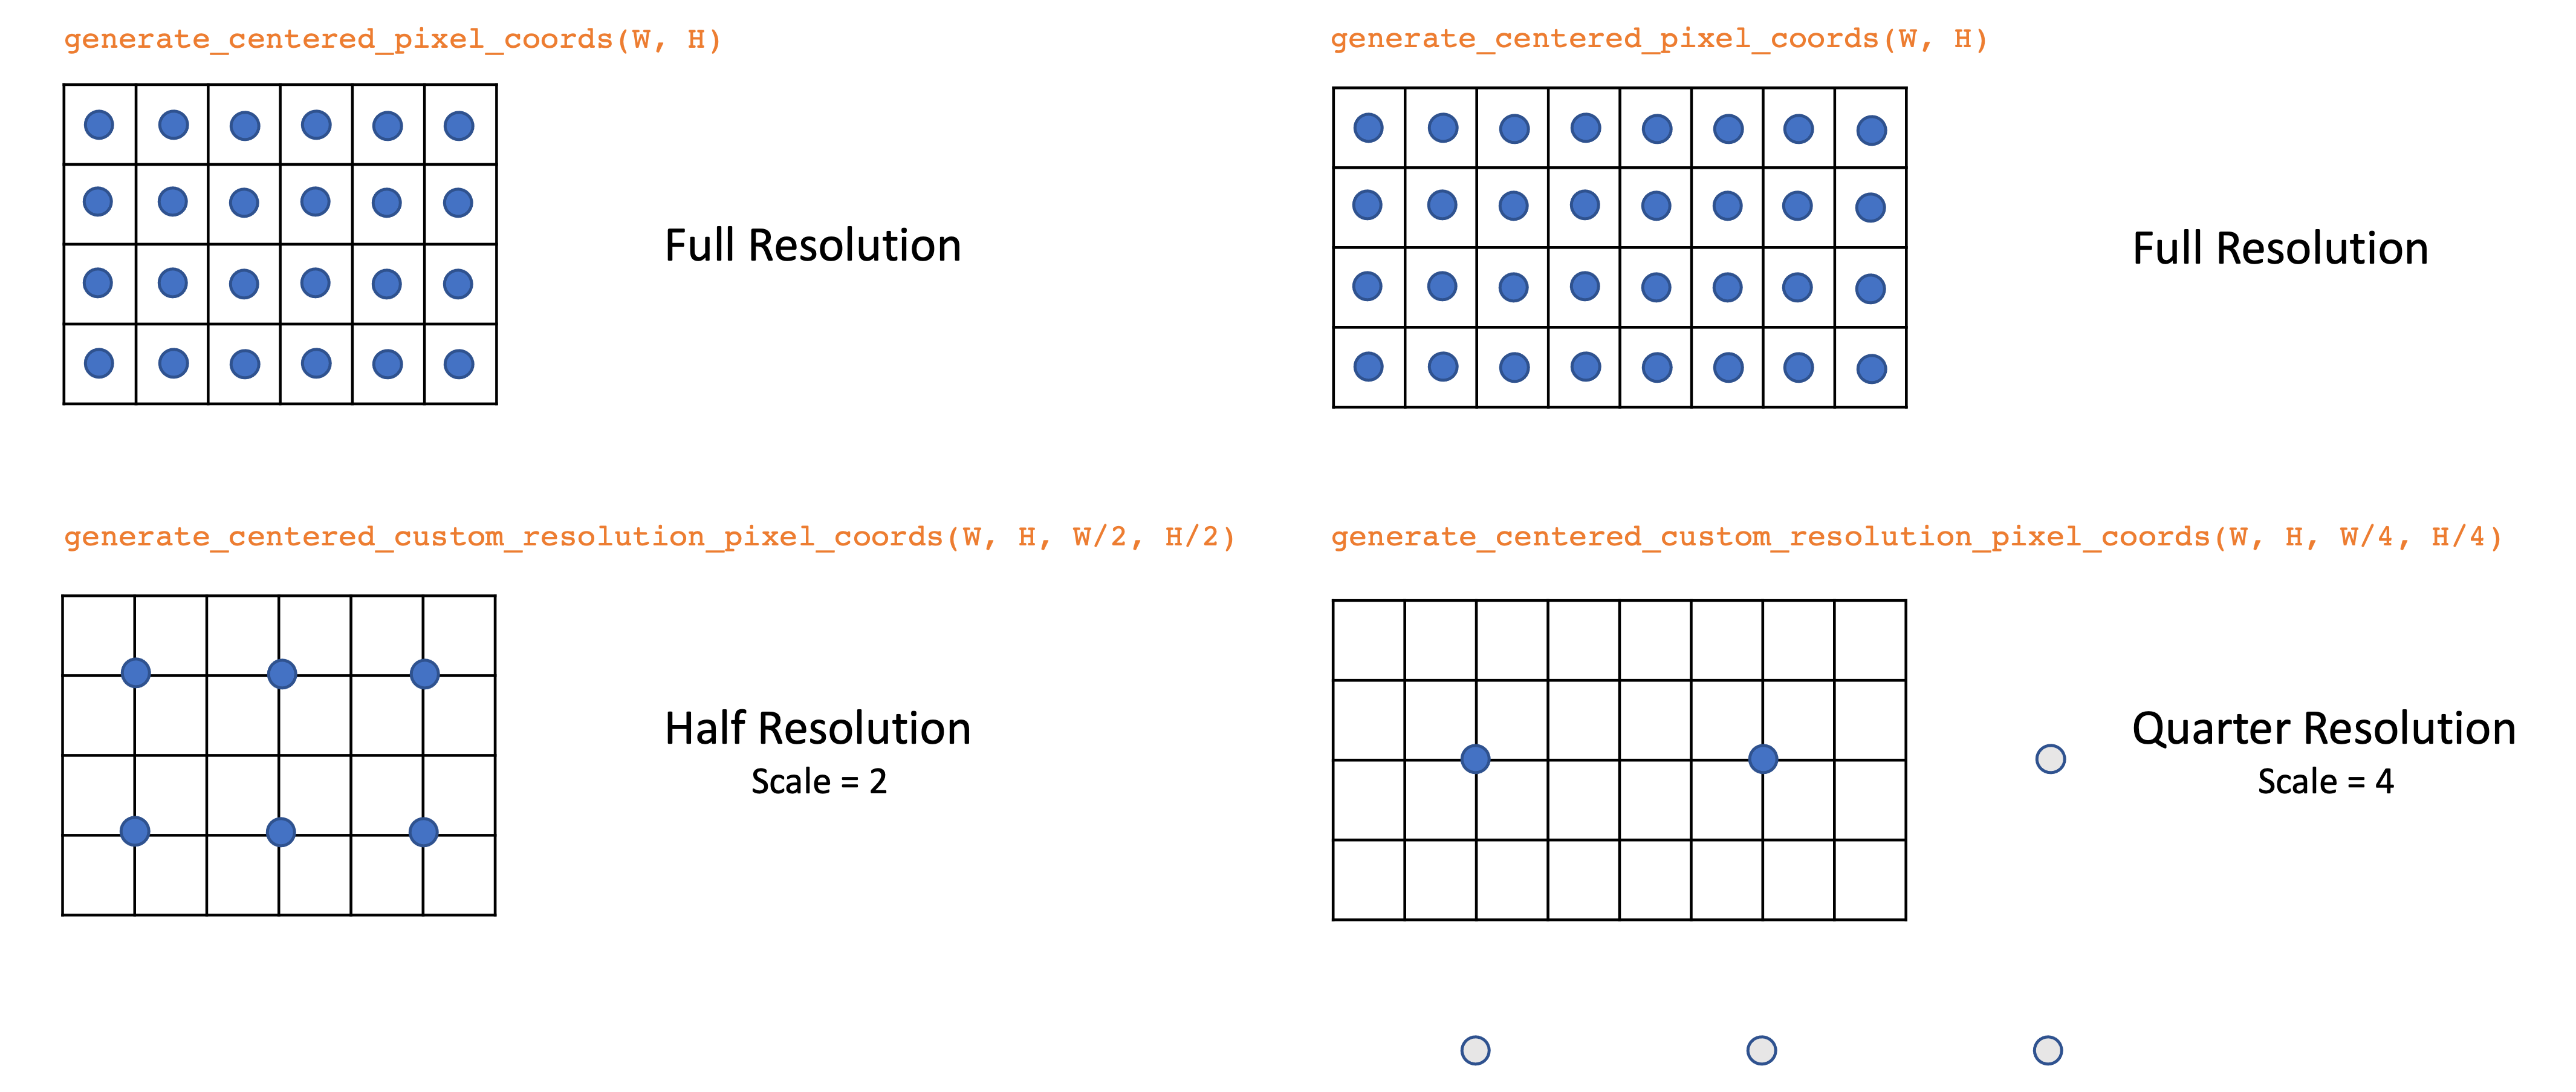 generate_centered_pixel_coords(W, H)
Full Resolution
generate_centered_pixel_coords(W, H)
Full Resolution
generate_centered_custom_resolution_pixel_coords(W, H, W/2, H/2)
Half Resolution
Scale = 2
generate_centered_custom_resolution_pixel_coords(W, H, W/4, H/4)
Quarter Resolution
Scale = 4